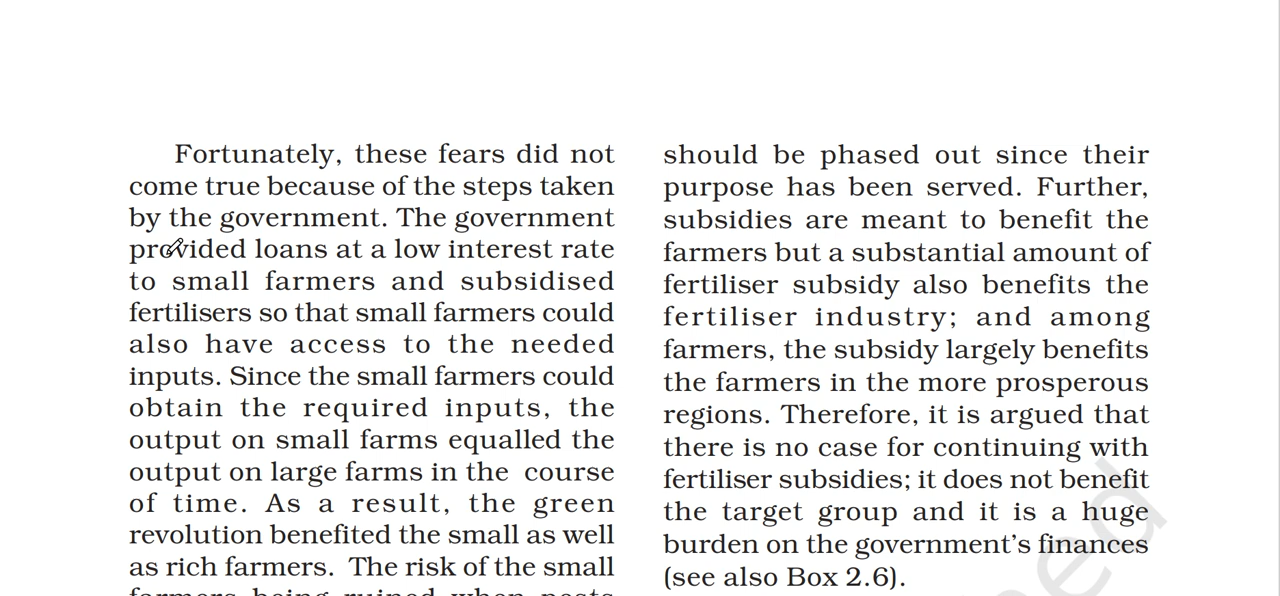 Fortunately, these fears did not
come true because of the steps taken
by the government. The government
provided loans at a low interest rate
to small farmers and subsidised
fertilisers so that small farmers could
also have access to the needed
inputs. Since the small farmers could
obtain the required inputs, the
output on small farms equalled the
output on large farms in the course
of time. As a result, the green
revolution benefited the small as well
as rich farmers. The risk of the small
farmers being ruined when pests
should be phased out since their
purpose has been served. Further,
subsidies are meant to benefit the
farmers but a substantial amount of
fertiliser subsidy also benefits the
fertiliser industry; and among
farmers, the subsidy largely benefits
the farmers in the more prosperous
regions. Therefore, it is argued that
there is no case for continuing with
fertiliser subsidies; it does not benefit
the target group and it is a huge
burden on the government's finances
(see also Box 2.6).